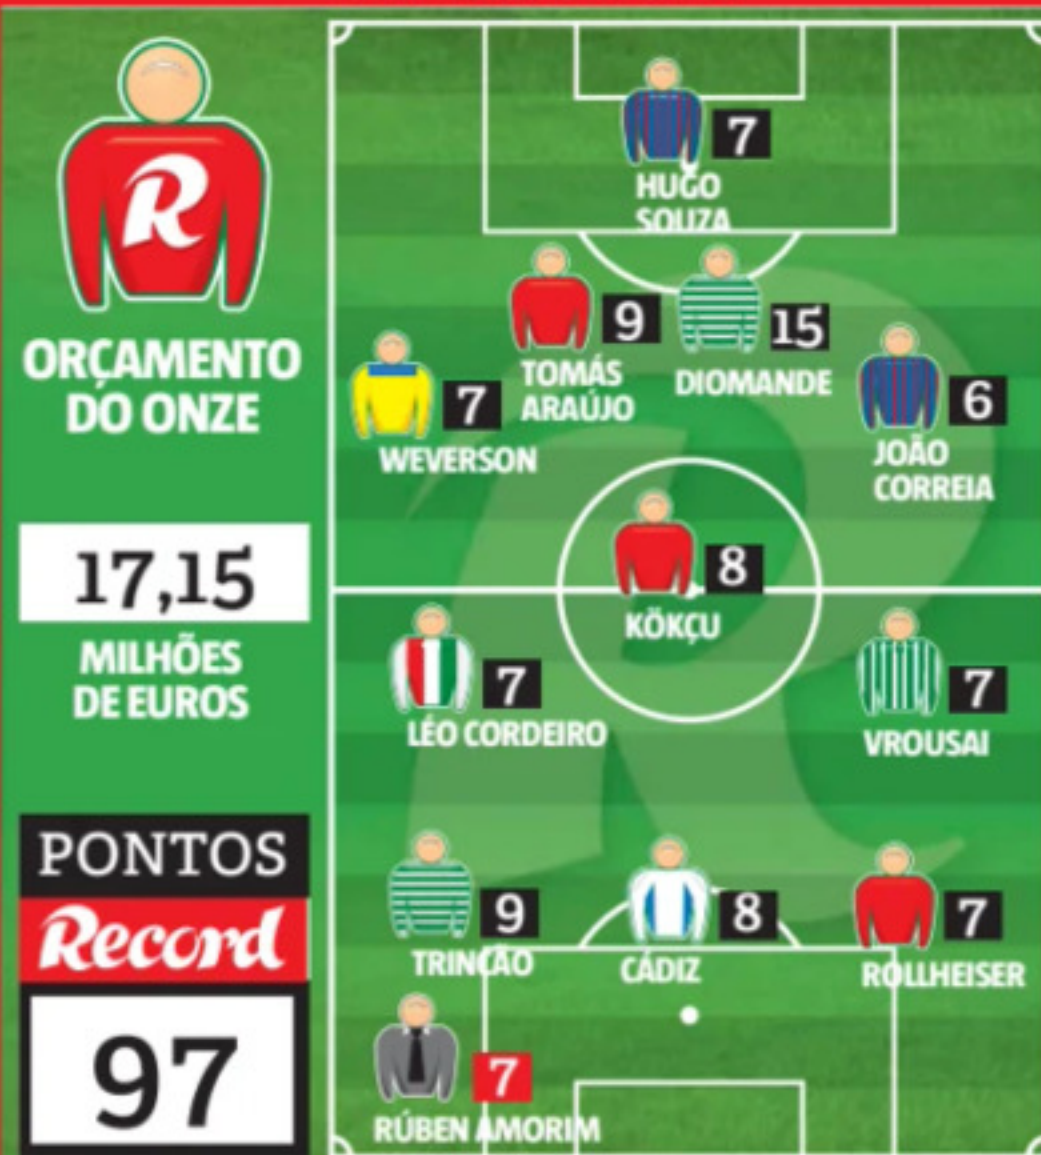 R
ORÇAMENTO
DO ONZE
17,15
MILHÕES
DE EUROS
PONTOS
Record
97
7
HUGO
SOUZA
9
TOMÁS
ARAÚJO
15
DIOMANDE
7
WEVERSON
6
JOÃO
CORREIA
8
KÖKÇU
7
LÉO CORDEIRO
7
VROUSAI
9
TRINCÃO
8
CÁDIZ
7
ROLLHEISER
7
RÚBEN AMORIM